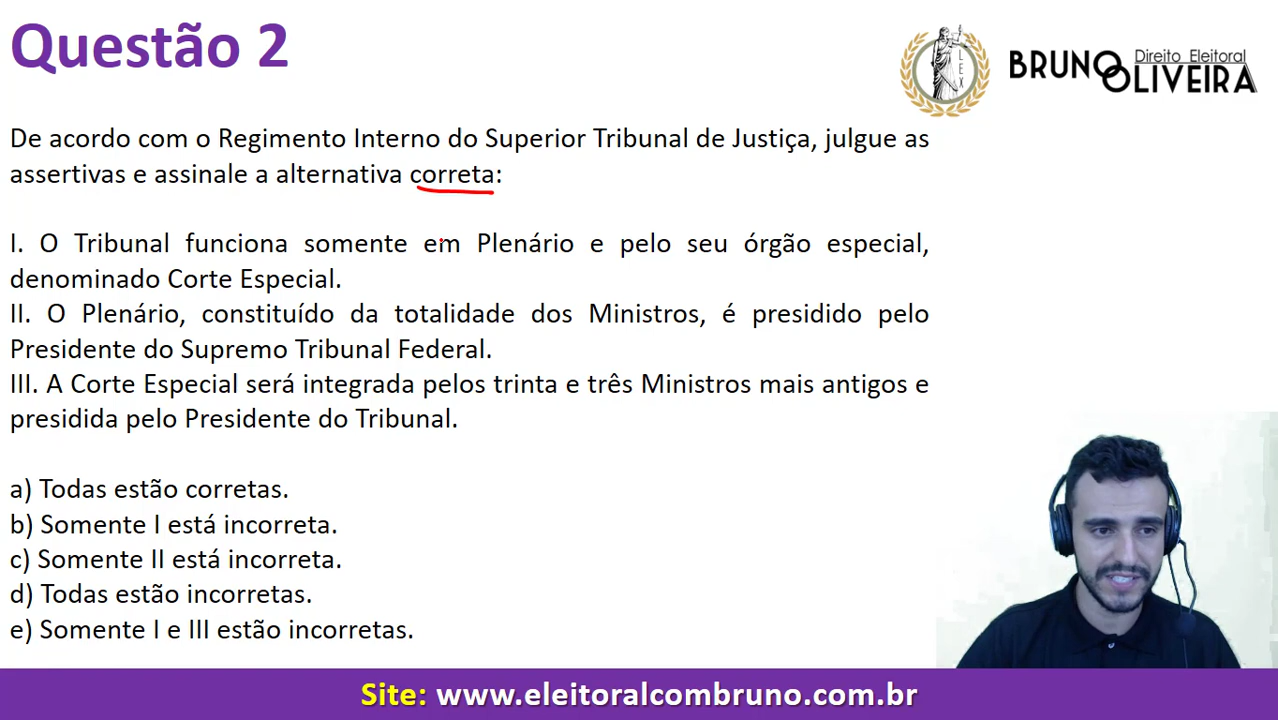 Questão 2
LEX
BRUNO Direito Eleitoral
OLIVEIRA
De acordo com o Regimento Interno do Superior Tribunal de Justiça, julgue as
assertivas e assinale a alternativa correta:
I. O Tribunal funciona somente em Plenário e pelo seu órgão especial,
denominado Corte Especial.
II. O Plenário, constituído da totalidade dos Ministros, é presidido pelo
Presidente do Supremo Tribunal Federal.
III. A Corte Especial será integrada pelos trinta e três Ministros mais antigos e
presidida pelo Presidente do Tribunal.
a) Todas estão corretas.
b) Somente I está incorreta.
c) Somente II está incorreta.
d) Todas estão incorretas.
e) Somente I e III estão incorretas.
Site: www.eleitoralcombruno.com.br